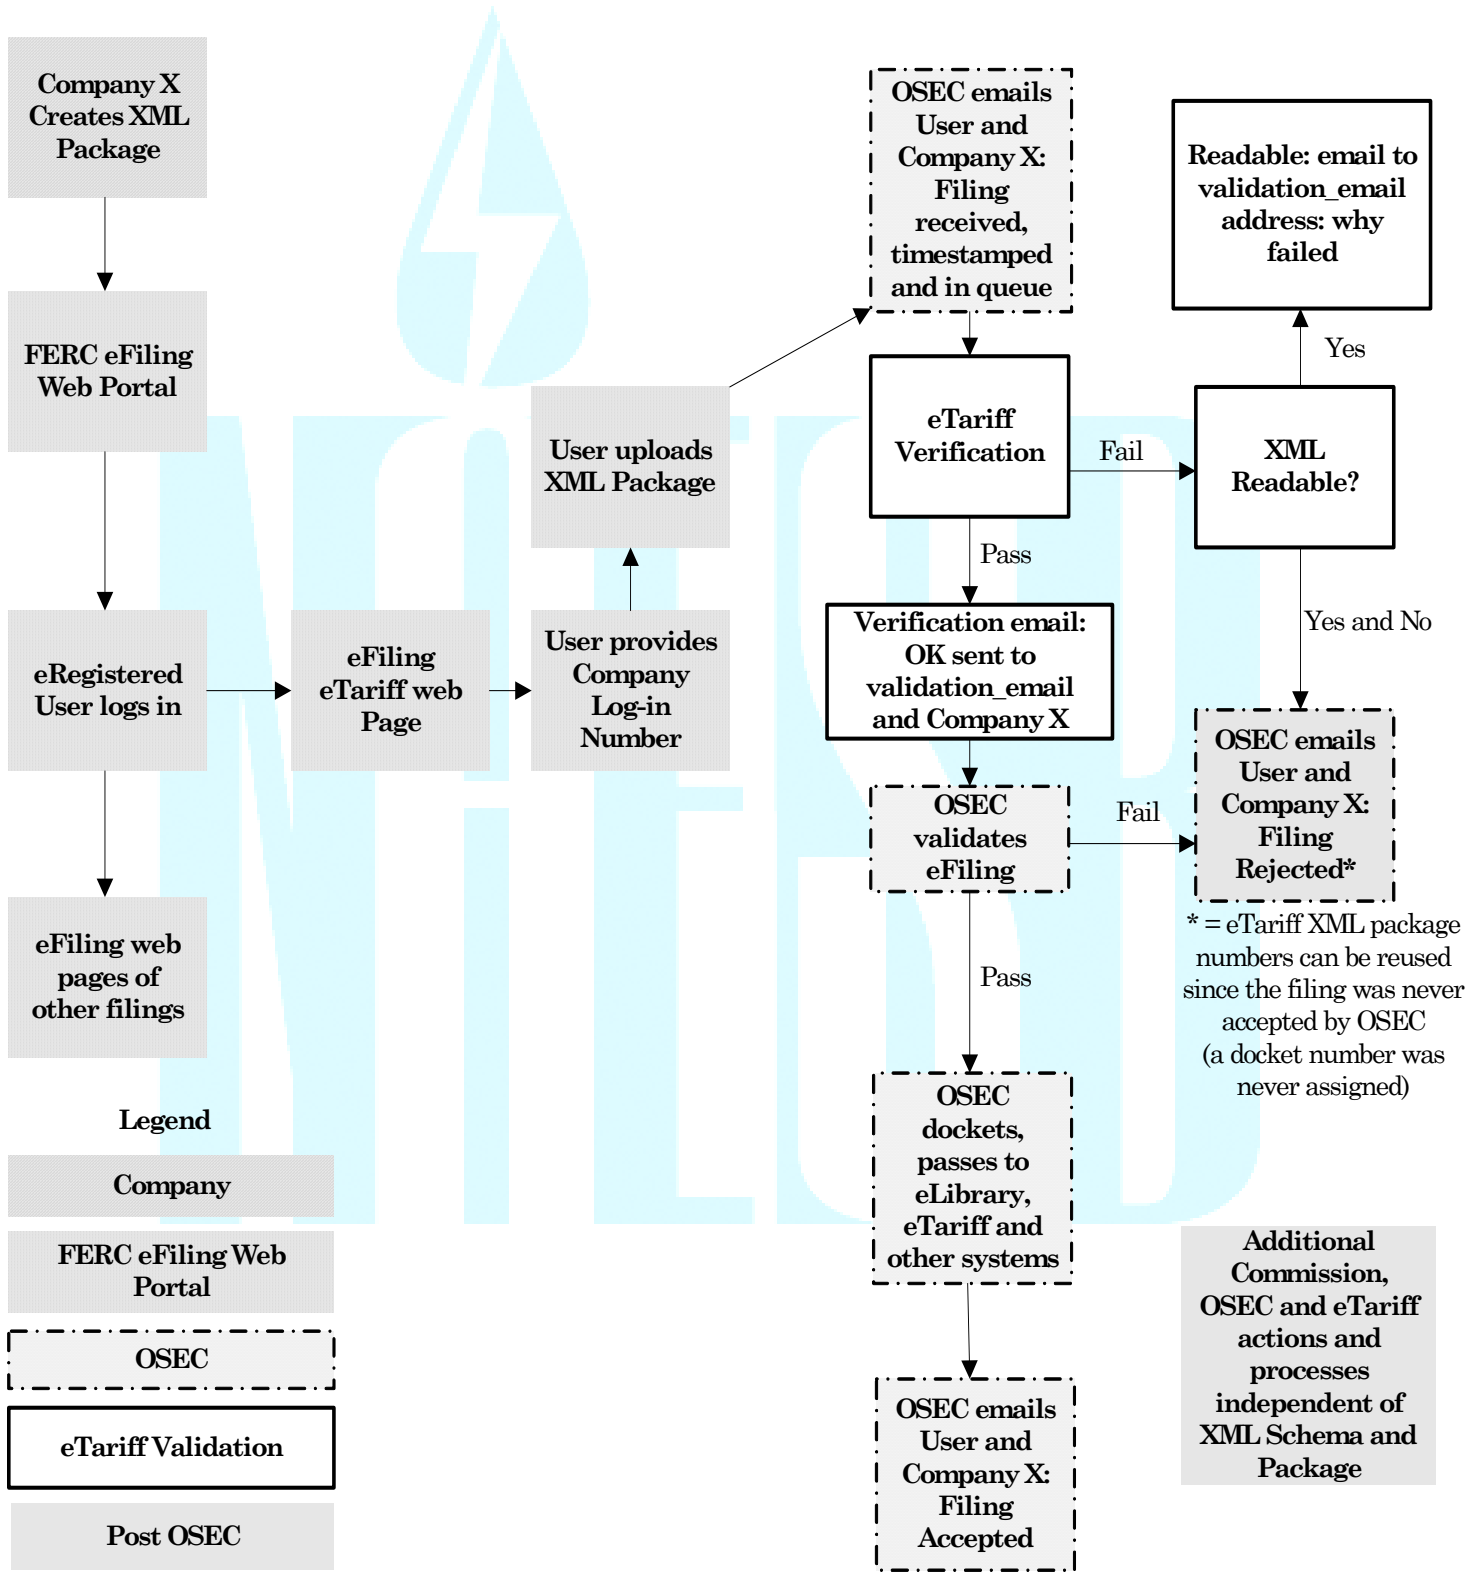 Company X
Creates XML
Package
FERC eFiling
Web Portal
eRegistered
User logs in
eFiling web
pages of
other filings
eFiling
eTariff web
Page
User provides
Company
Log-in
Number
User uploads
XML Package
OSEC emails
User and
Company X:
Filing
received,
timestamped
and in queue
eTariff
Verification
Fail
XML
Readable?
Yes
Readable: email to
validation_email
address: why
failed
Pass
Verification email:
OK sent to
validation_email
and Company X
Yes and No
OSEC
validates
eFiling
Fail
OSEC emails
User and
Company X:
Filing
Rejected*
* = eTariff XML package
numbers can be reused
since the filing was never
accepted by OSEC
(a docket number was
never assigned)
Pass
OSEC
dockets,
passes to
eLibrary,
eTariff and
other systems
OSEC emails
User and
Company X:
Filing
Accepted
Additional
Commission,
OSEC and eTariff
actions and
processes
independent of
XML Schema and
Package
Legend
Company
FERC eFiling Web
Portal
OSEC
eTariff Validation
Post OSEC
NAESB